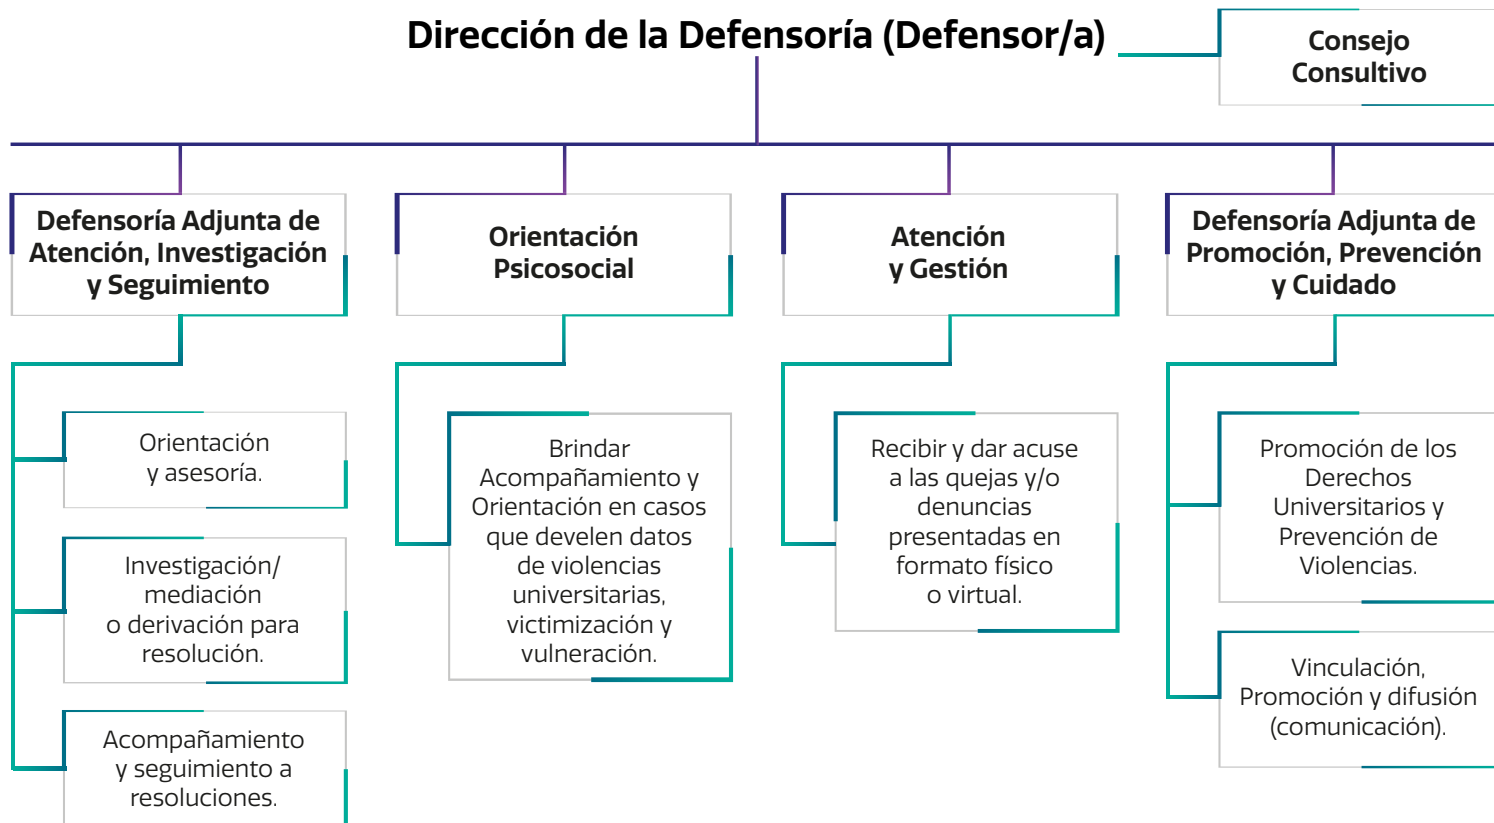 Dirección de la Defensoría (Defensor/a)
Consejo
Consultivo
Defensoría Adjunta de
Atención, Investigación
y Seguimiento
Orientación
Psicosocial
Atención
y Gestión
Defensoría Adjunta de
Promoción, Prevención
y Cuidado
Orientación
y asesoría.
Investigación/
mediación
o derivación para
resolución.
Acompañamiento
y seguimiento a
resoluciones.
Brindar
Acompañamiento y
Orientación en casos
que develen datos
de violencias
universitarias,
victimización y
vulneración.
Recibir y dar acuse
a las quejas y/o
denuncias
presentadas en
formato físico
o virtual.
Promoción de los
Derechos
Universitarios y
Prevención de
Violencias.
Vinculación,
Promoción y difusión
(comunicación).